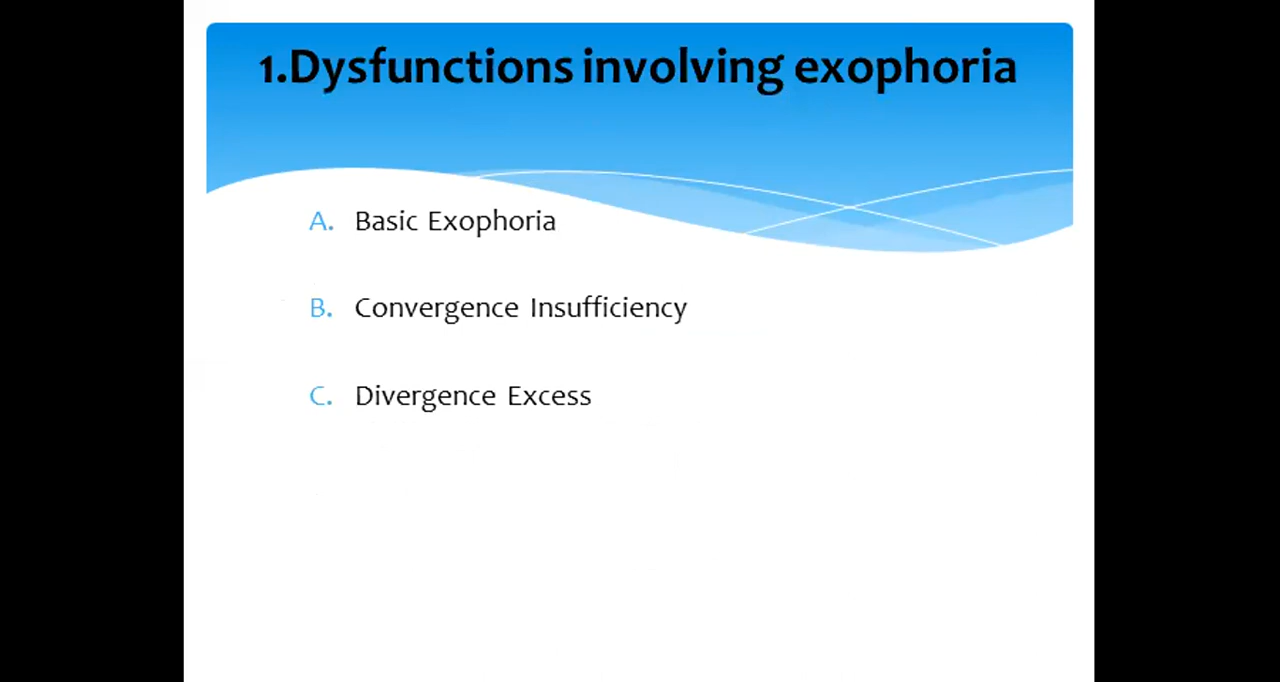 1.Dysfunctions involving exophoria
A. Basic Exophoria
B. Convergence Insufficiency
C. Divergence Excess